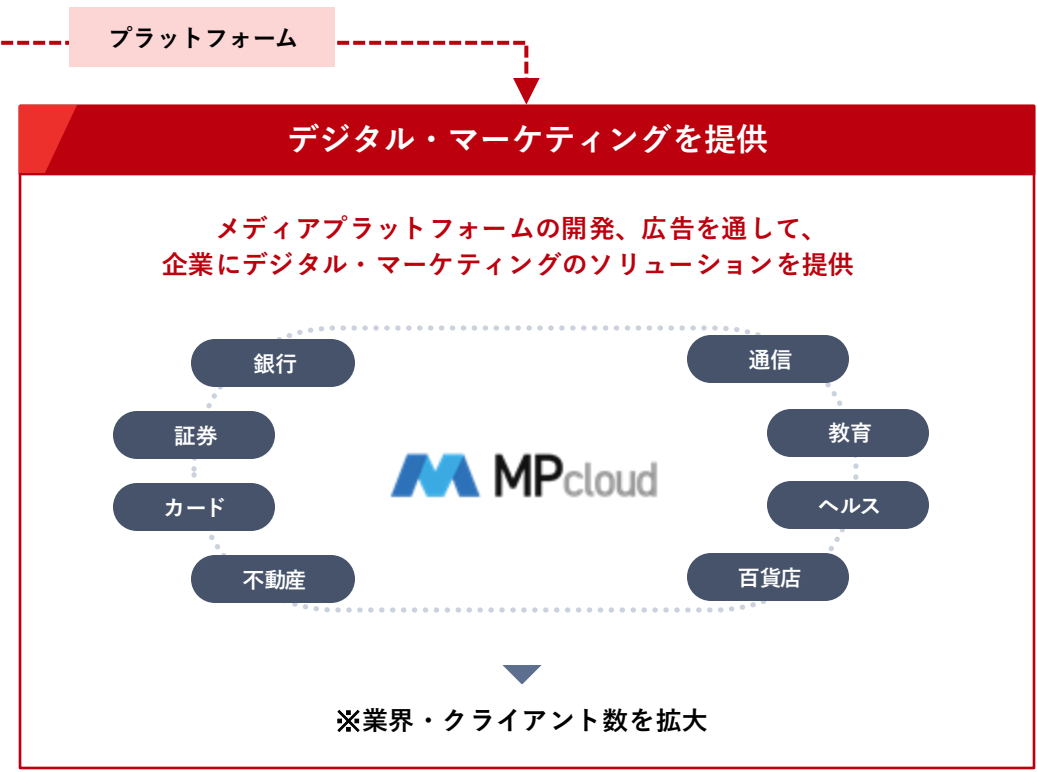 プラットフォーム
デジタル・マーケティングを提供
メディアプラットフォームの開発、広告を通して、
企業にデジタル・マーケティングのソリューションを提供
銀行
通信
証券
教育
MPcloud
カード
ヘルス
不動産
百貨店
※業界・クライアント数を拡大